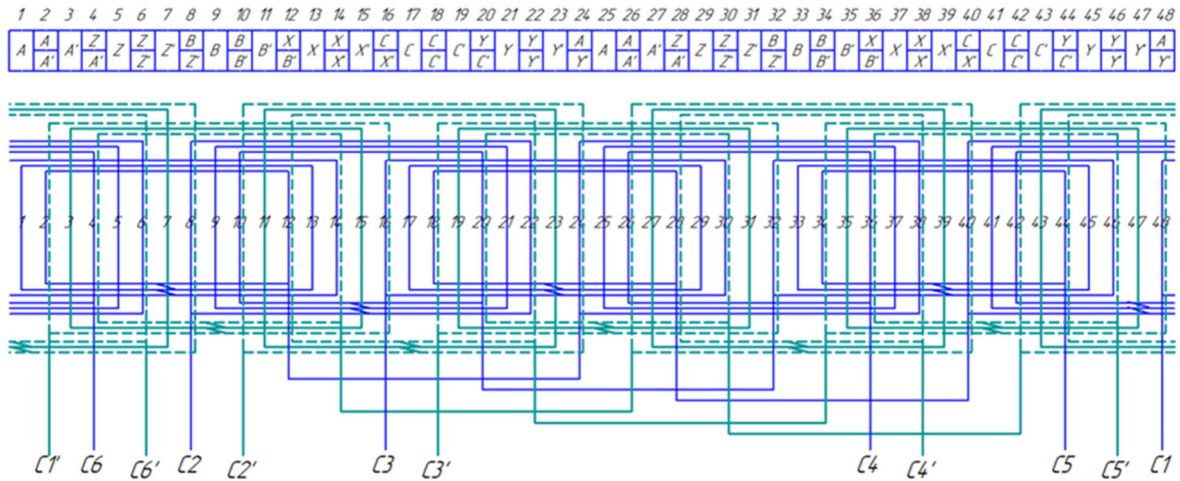 1 2 3 4 5 6 7 8 9 10 11 12 13 14 15 16 17 18 19 20 21 22 23 24 25 26 27 28 29 30 31 32 33 34 35 36 37 38 39 40 41 42 43 44 45 46 47 48
A Z Z B B X X C C Y Y A A Z Z B B X X C C Y Y A
A A' Z Z' B B' X X' C C' Y Y' A A' Z Z' B B' X X' C C' Y Y'
A' A' Z' Z' B' B' X' X' C' C' Y' Y' A' A' Z' Z' B' B' X' X' C' C' Y' Y'
1 2 3 4 5 6 7 8 9 10 11 12 13 14 15 16 17 18 19 20 21 22 23 24 25 26 27 28 29 30 31 32 33 34 35 36 37 38 39 40 41 42 43 44 45 46 47 48
C1' C6 C6' C2 C2' C3 C3' C4 C4' C5 C5' C1